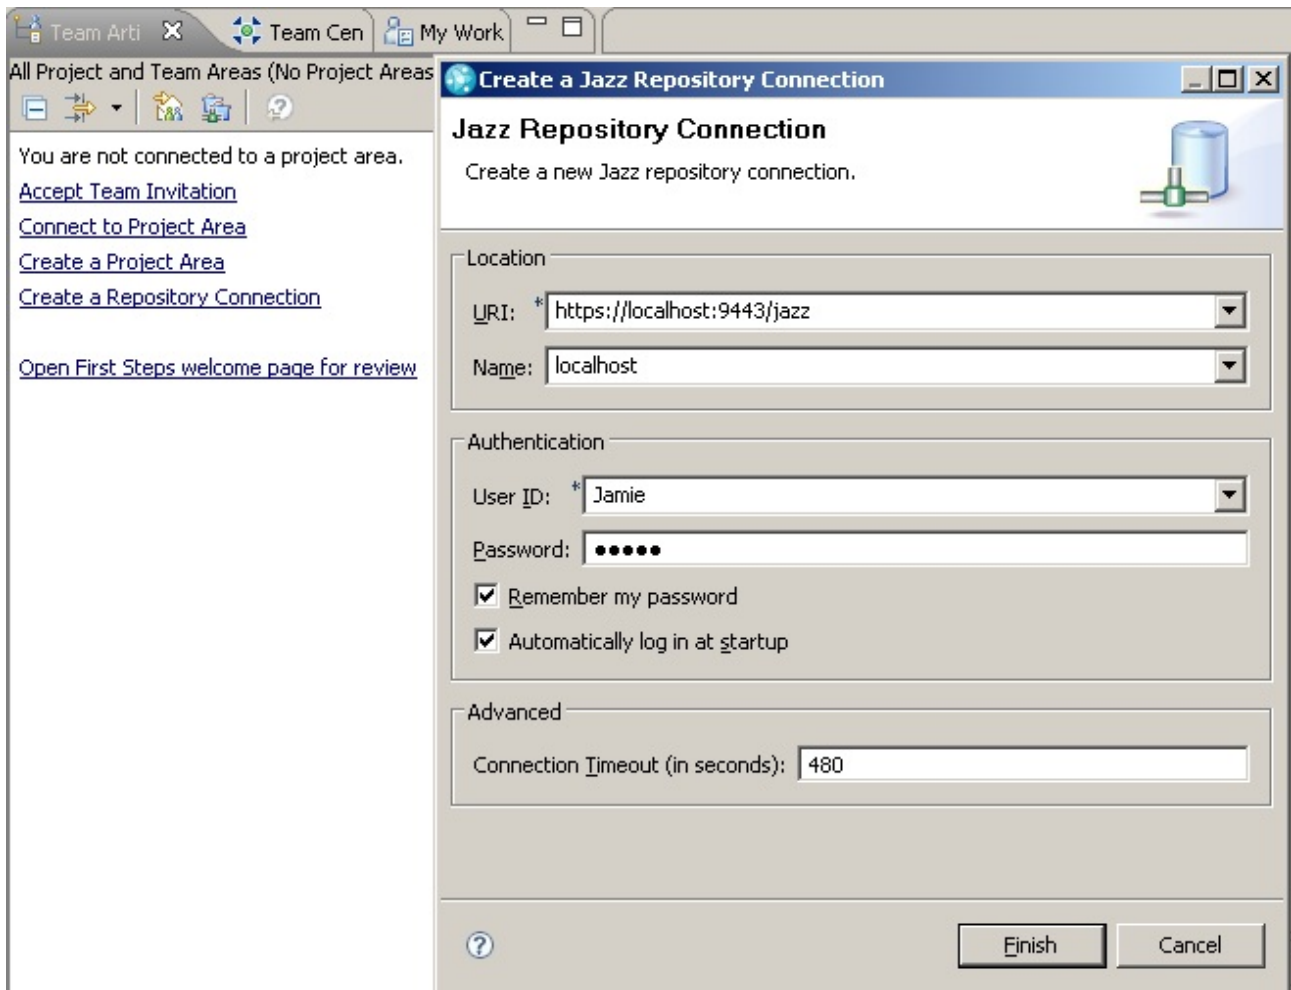 Team Arti
Team Cen
My Work
All Project and Team Areas (No Project Areas
You are not connected to a project area.
Accept Team Invitation
Connect to Project Area
Create a Project Area
Create a Repository Connection
Open First Steps welcome page for review
Create a Jazz Repository Connection
Jazz Repository Connection
Create a new Jazz repository connection.
Location
URI: * https://localhost:9443/jazz
Name: localhost
Authentication
User ID: * Jamie
Password: •••••
Remember my password
Automatically log in at startup
Advanced
Connection Timeout (in seconds): 480
? Finish Cancel